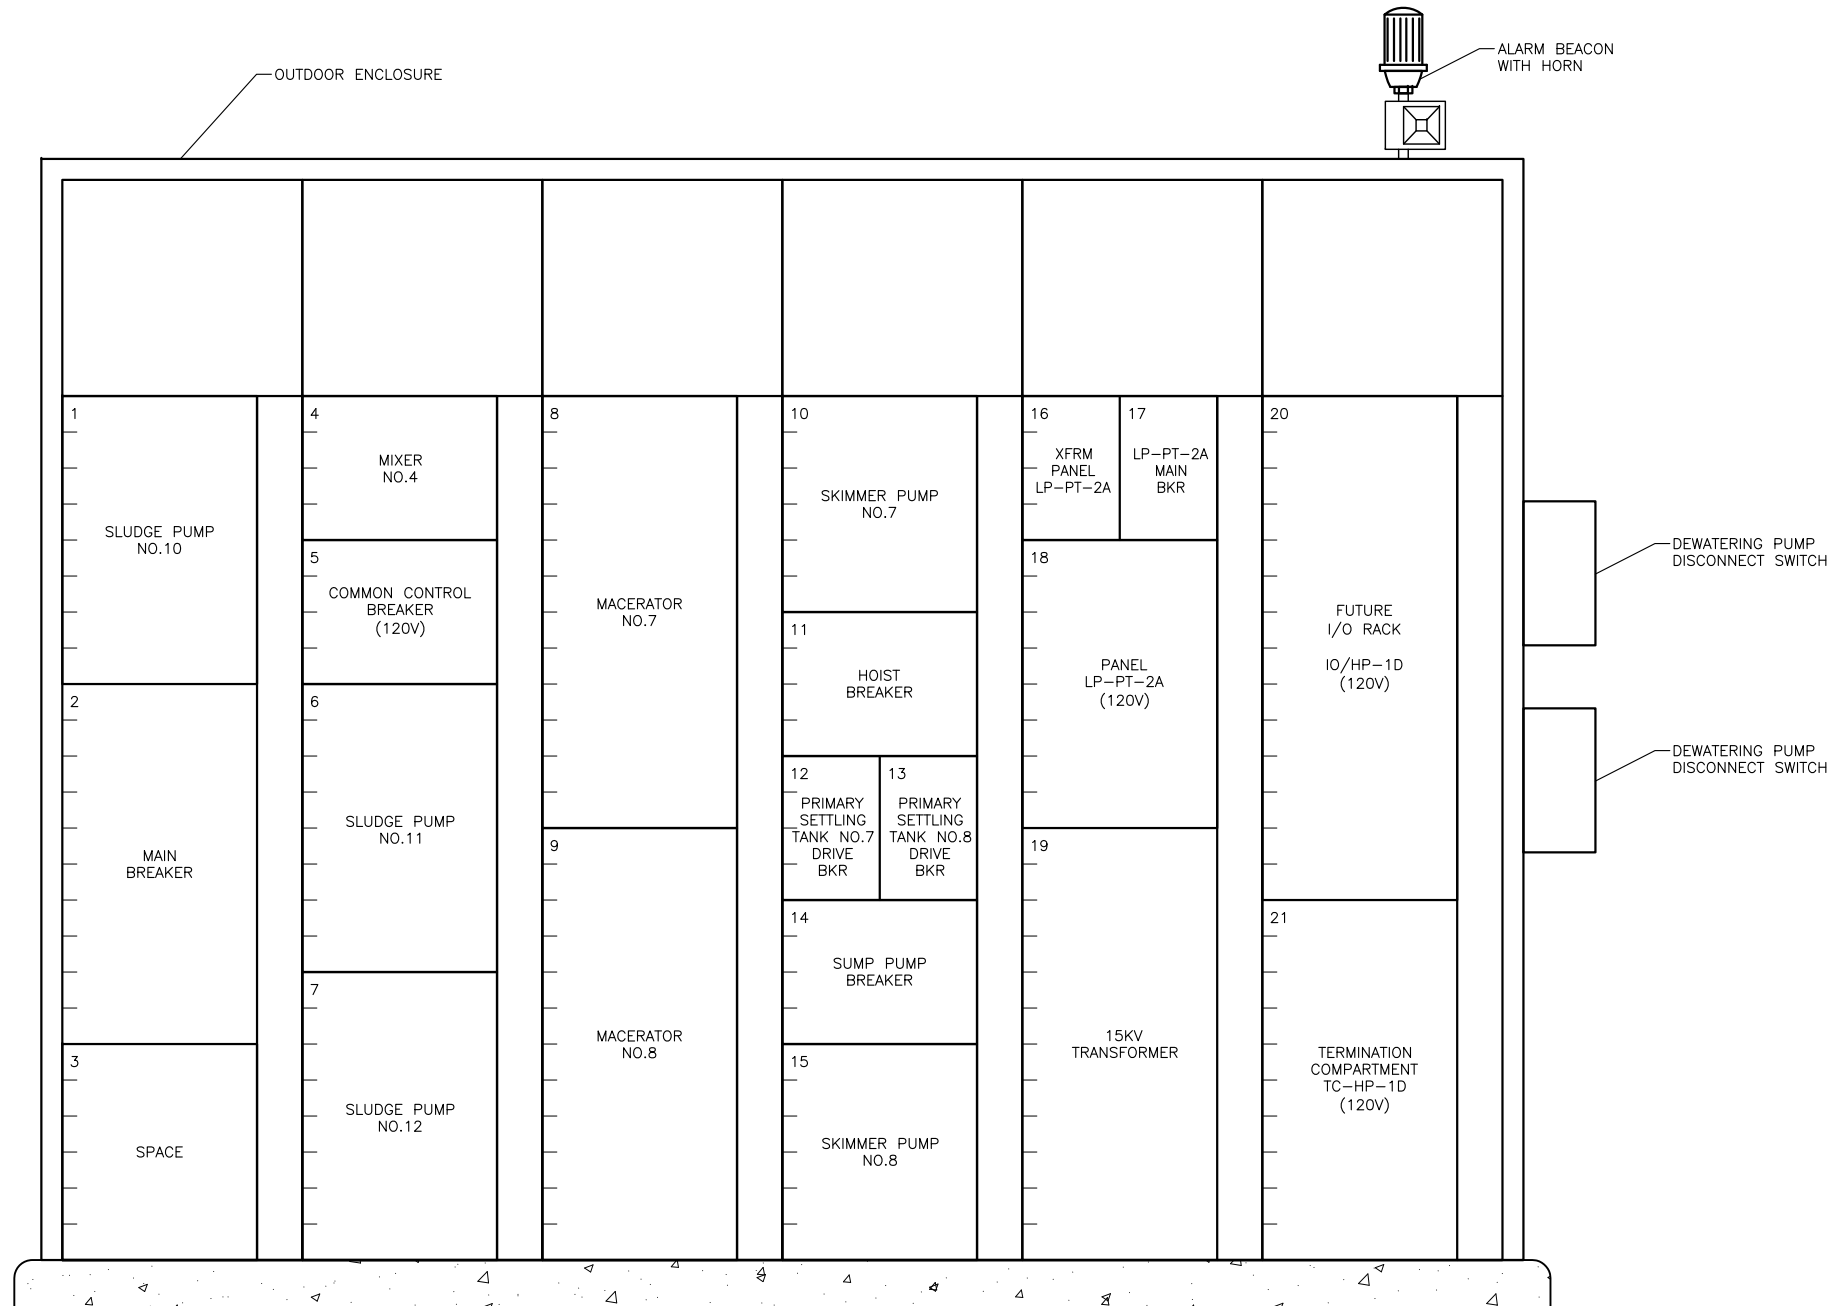 OUTDOOR ENCLOSURE
ALARM BEACON
WITH HORN
1
SLUDGE PUMP
NO.10
2
MAIN
BREAKER
3
SPACE
4
MIXER
NO.4
5
COMMON CONTROL
BREAKER
(120V)
6
SLUDGE PUMP
NO.11
7
SLUDGE PUMP
NO.12
8
MACERATOR
NO.7
9
MACERATOR
NO.8
10
SKIMMER PUMP
NO.7
11
HOIST
BREAKER
12
PRIMARY
SETTLING
TANK NO.7
DRIVE
BKR
13
PRIMARY
SETTLING
TANK NO.8
DRIVE
BKR
14
SUMP PUMP
BREAKER
15
SKIMMER PUMP
NO.8
16
XFRM
PANEL
LP-PT-2A
17
LP-PT-2A
MAIN
BKR
18
PANEL
LP-PT-2A
(120V)
19
15KV
TRANSFORMER
20
FUTURE
I/O RACK
IO/HP-1D
(120V)
21
TERMINATION
COMPARTMENT
TC-HP-1D
(120V)
DEWATERING PUMP
DISCONNECT SWITCH
DEWATERING PUMP
DISCONNECT SWITCH